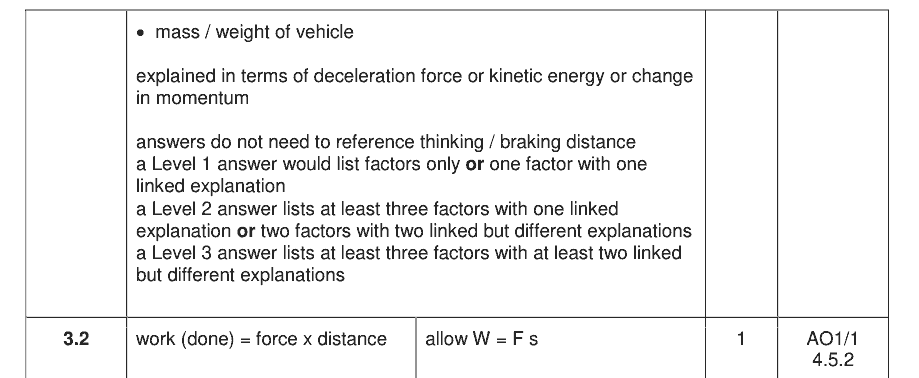 • mass / weight of vehicle
explained in terms of deceleration force or kinetic energy or change
in momentum
answers do not need to reference thinking / braking distance
a Level 1 answer would list factors only or one factor with one
linked explanation
a Level 2 answer lists at least three factors with one linked
explanation or two factors with two linked but different explanations
a Level 3 answer lists at least three factors with at least two linked
but different explanations
3.2 work (done) = force x distance allow W = F s 1 AO1/1
4.5.2